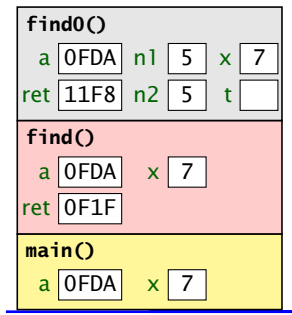 find0()
a 0FDA n1 5 x 7
ret 11F8 n2 5 t
find()
a 0FDA x 7
ret 0F1F
main()
a 0FDA x 7